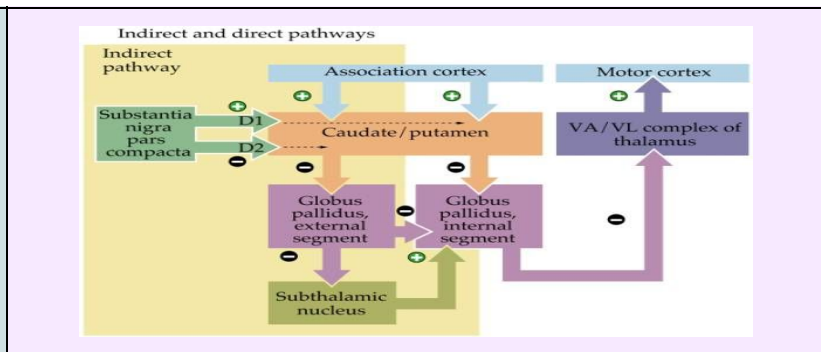 Indirect and direct pathways
Indirect
pathway
Association cortex
Motor cortex
Substantia
nigra
pars
compacta
D1
D2
Caudate/putamen
VA/VL complex of
thalamus
Globus
pallidus,
external
segment
Globus
pallidus,
internal
segment
Subthalamic
nucleus